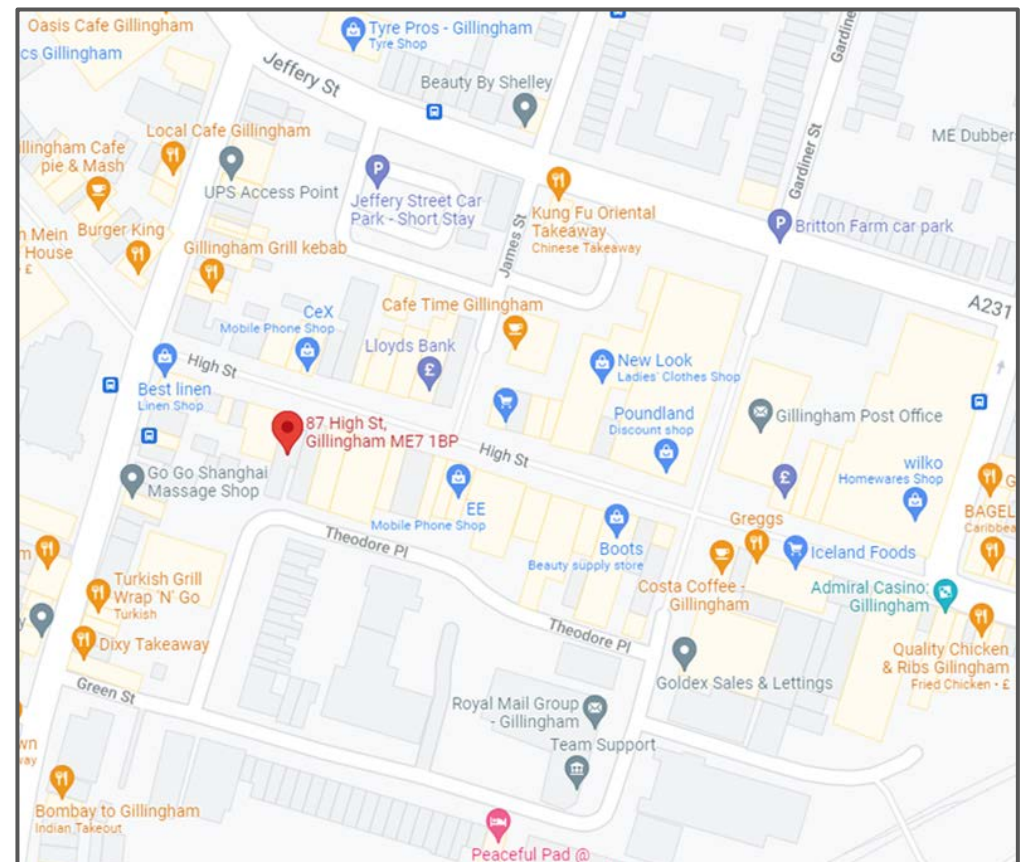 Oasis Cafe Gillingham
cs Gillingham
Tyre Pros - Gillingham
Tyre Shop
Jeffery St
Beauty By Shelley
Gardiner
Local Cafe Gillingham
illingham Cafe
pie & Mash
UPS Access Point
Jeffery Street Car
Park - Short Stay
Kung Fu Oriental
Takeaway
Chinese Takeaway
Gardiner St
ME Dubber
Britton Farm car park
n Mein
House
· £
Burger King
Gillingham Grill kebab
James St
A231
CeX
Mobile Phone Shop
Cafe Time Gillingham
Lloyds Bank
High St
New Look
Ladies' Clothes Shop
Best linen
Linen Shop
87 High St,
Gillingham ME7 1BP
Poundland
Discount shop
Gillingham Post Office
High St
wilko
Homewares Shop
Go Go Shanghai
Massage Shop
EE
Mobile Phone Shop
G
BAGEL
Caribbea
Theodore Pl
Boots
Beauty supply store
Greggs
Iceland Foods
m
Costa Coffee -
Gillingham
Admiral Casino:
Gillingham
Turkish Grill
Wrap 'N' Go
Turkish
y
Dixy Takeaway
Theodore Pl
Goldex Sales & Lettings
Quality Chicken
& Ribs Gilingham
Fried Chicken · £
Green St
Royal Mail Group
- Gillingham
Team Support
wn
way
Bombay to Gillingham
Indian Takeout
Peaceful Pad @